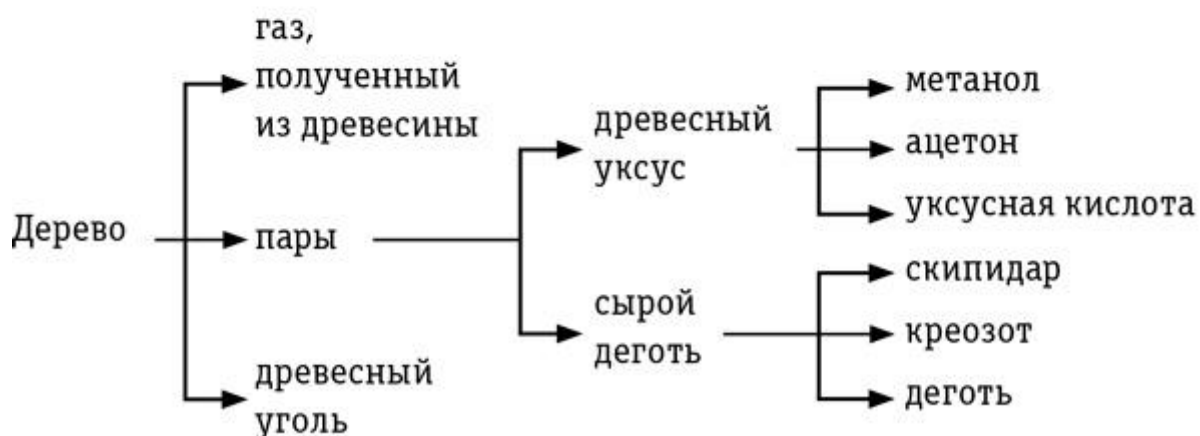 Дерево
газ,
полученный
из древесины
пары
древесный
уголь
древесный
уксус
сырой
деготь
метанол
ацетон
уксусная кислота
скипидар
креозот
деготь